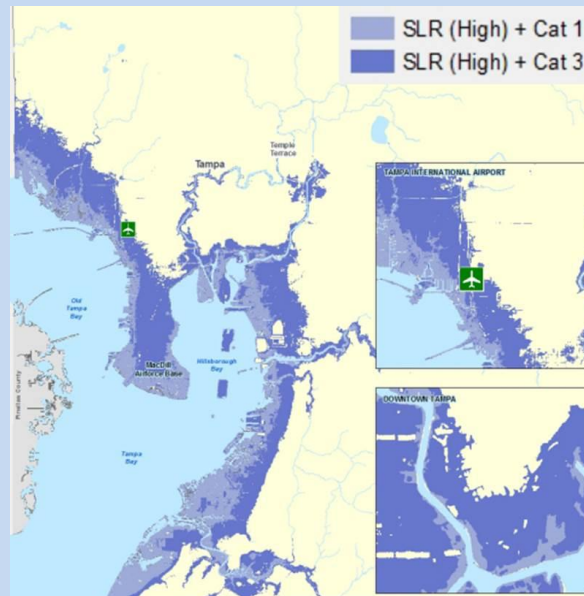 SLR (High) + Cat 1
SLR (High) + Cat 3
Temple
Terrace
Tampa
TAMPA INTERNATIONAL AIRPORT
Old
Tampa
Bay
MacDill
Airforce Base
Hillsborough
Bay
Pinellas County
DOWNTOWN TAMPA
Tampa
Bay